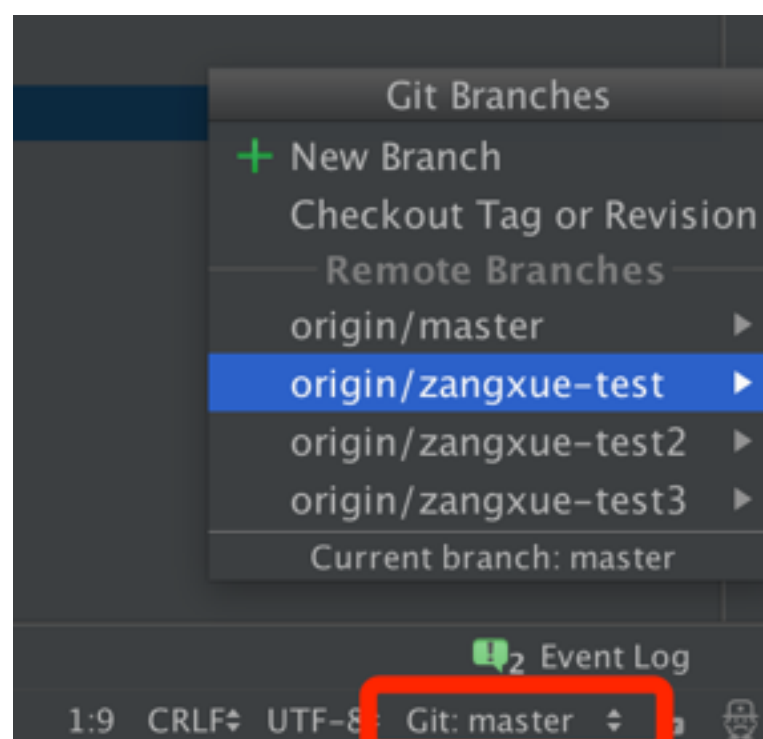 Git Branches
+ New Branch
Checkout Tag or Revision
Remote Branches
origin/master
origin/zangxue-test
origin/zangxue-test2
origin/zangxue-test3
Current branch: master
2 Event Log
1:9 CRLF UTF-8 Git: master